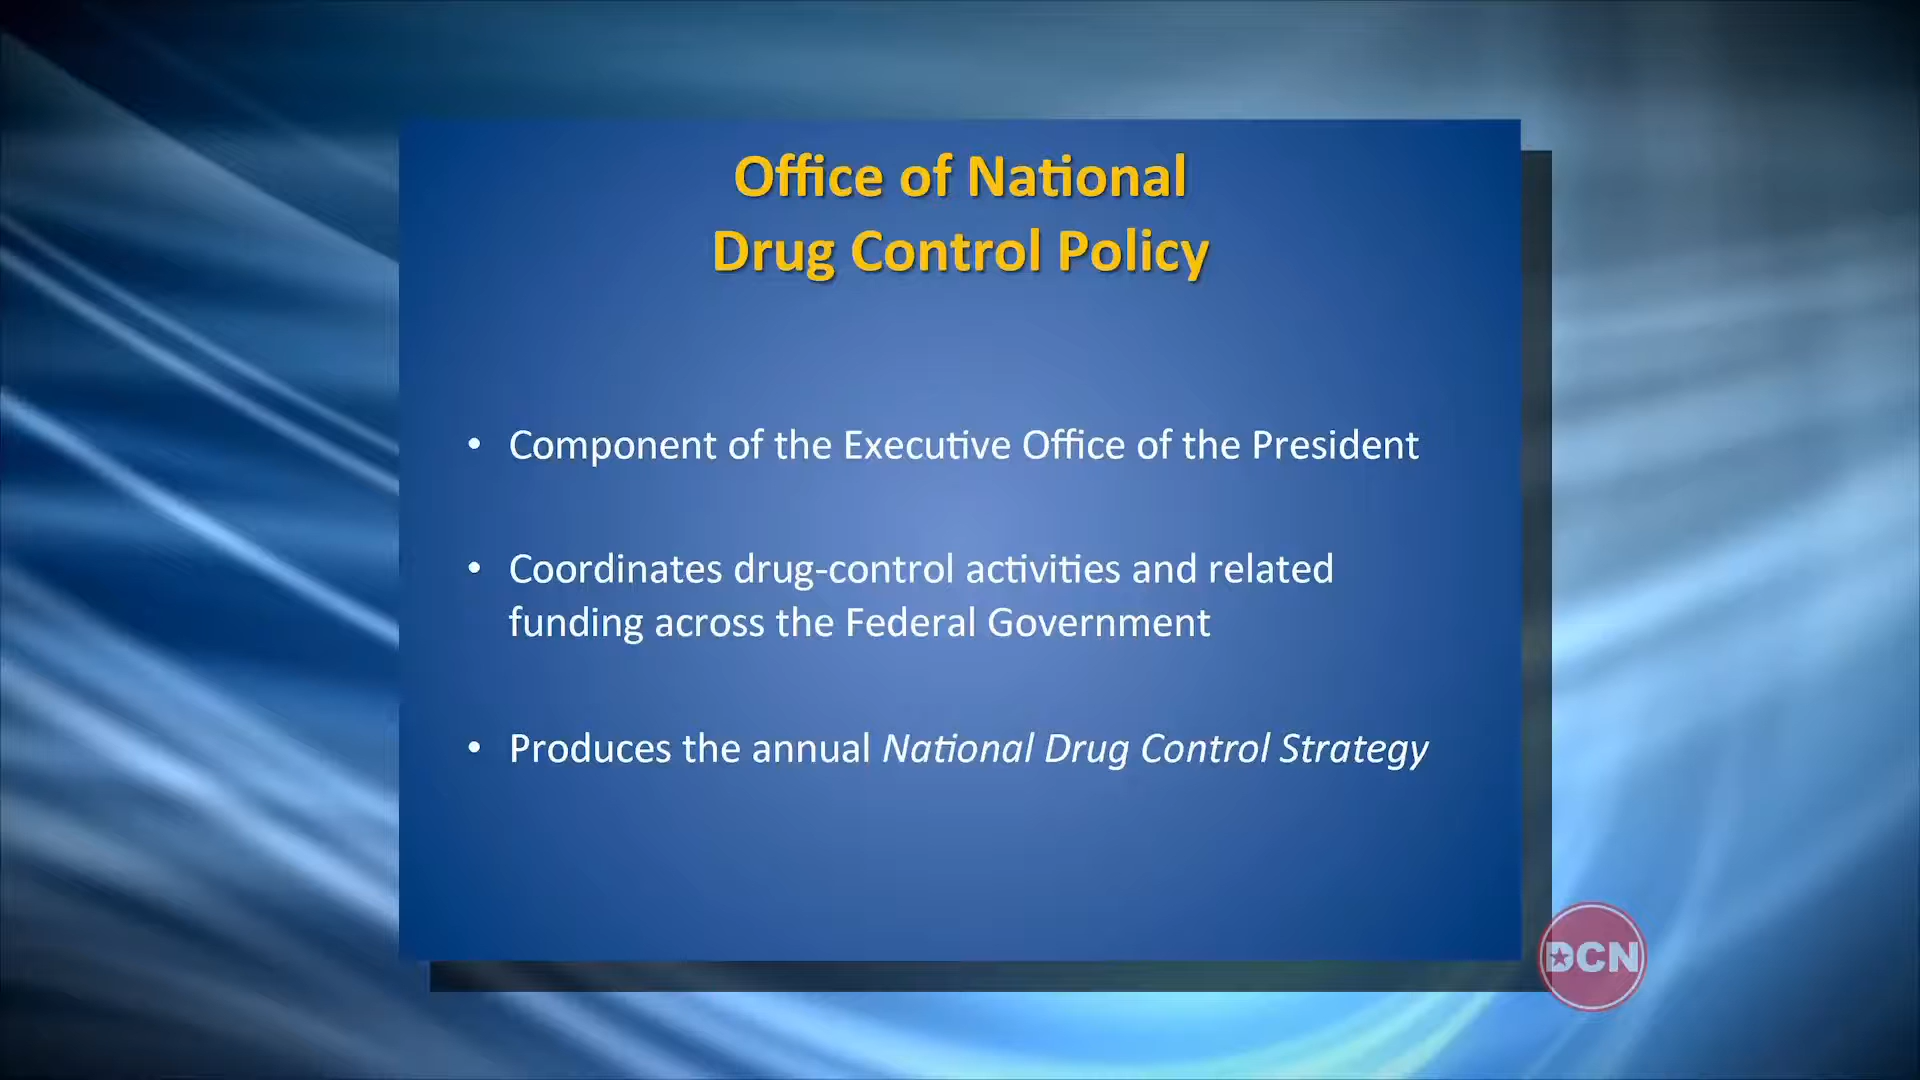 Office of National
Drug Control Policy
• Component of the Executive Office of the President
• Coordinates drug-control activities and related
funding across the Federal Government
• Produces the annual National Drug Control Strategy
DCN